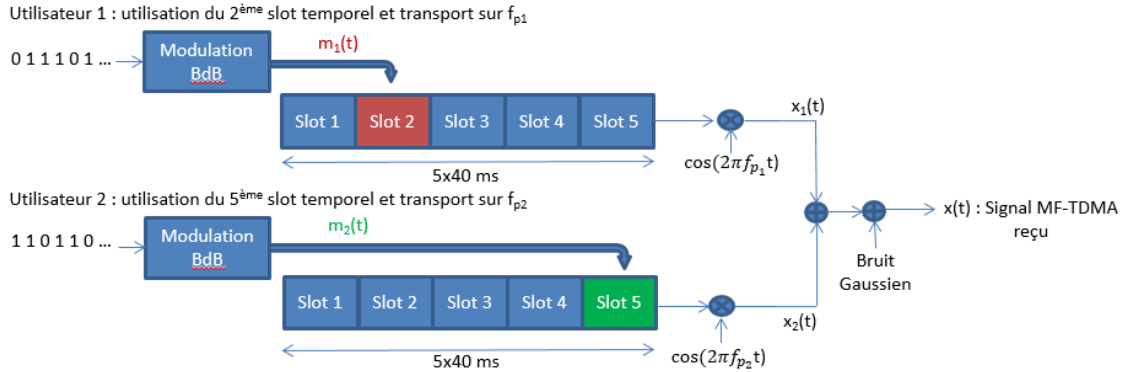 Utilisateur 1 : utilisation du 2ème slot temporel et transport sur fp1
0 1 1 1 0 1 ...
Modulation
BdB
m1(t)
Slot 1 Slot 2 Slot 3 Slot 4 Slot 5
5x40 ms
cos(2πfp1t)
x1(t)
Utilisateur 2 : utilisation du 5ème slot temporel et transport sur fp2
1 1 0 1 1 0 ...
Modulation
BdB
m2(t)
Slot 1 Slot 2 Slot 3 Slot 4 Slot 5
5x40 ms
cos(2πfp2t)
x2(t)
Bruit
Gaussien
x(t) : Signal MF-TDMA
reçu